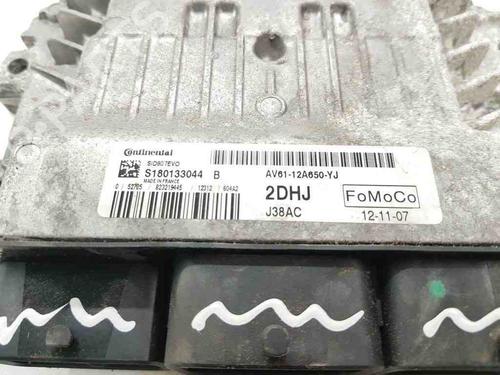 Continental
SID807EVO
S180133044 B
MADE IN FRANCE
AV61-12A650-YJ
2DHJ
FoMoCo
J38AC
12-11-07